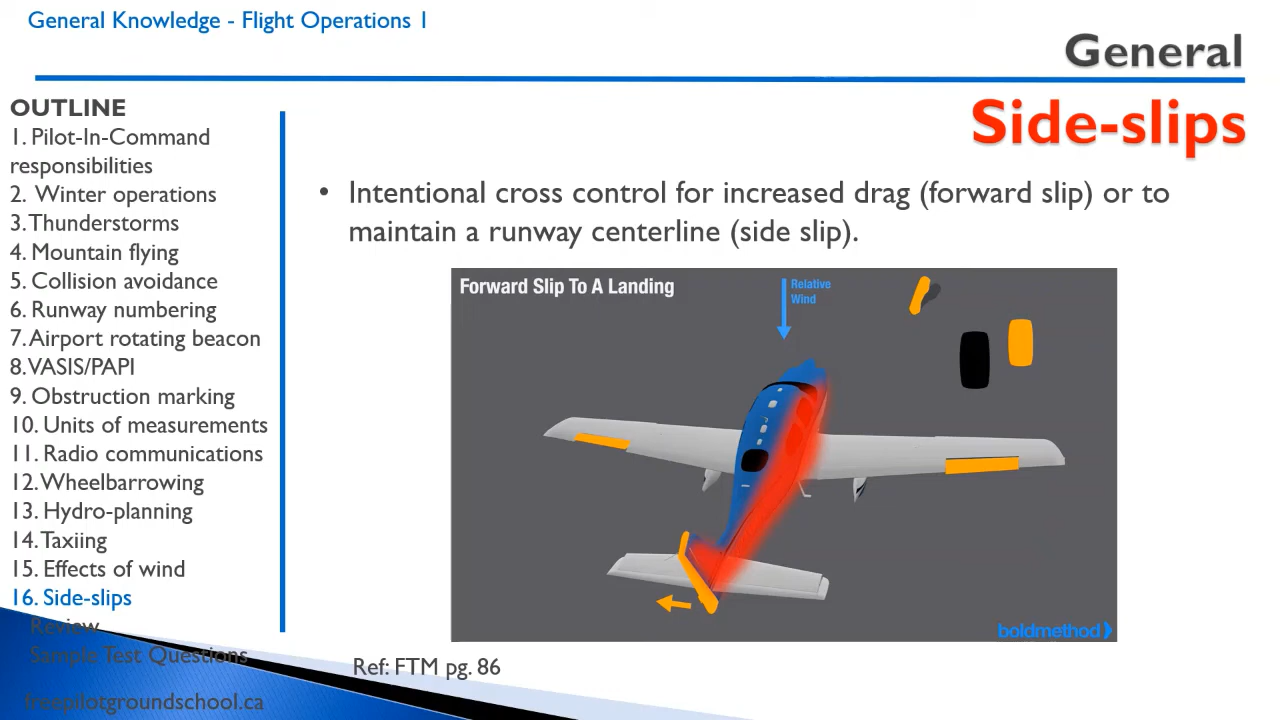 General Knowledge - Flight Operations 1
General
Side-slips
OUTLINE
1. Pilot-In-Command
responsibilities
2. Winter operations
3. Thunderstorms
4. Mountain flying
5. Collision avoidance
6. Runway numbering
7. Airport rotating beacon
8. VASIS/PAPI
9. Obstruction marking
10. Units of measurements
11. Radio communications
12. Wheelbarrowing
13. Hydro-planning
14. Taxiing
15. Effects of wind
16. Side-slips
Review
Sample Test Questions
freepilotgroundschool.ca
• Intentional cross control for increased drag (forward slip) or to
maintain a runway centerline (side slip).
Forward Slip To A Landing
Relative
Wind
boldmethod
Ref: FTM pg. 86